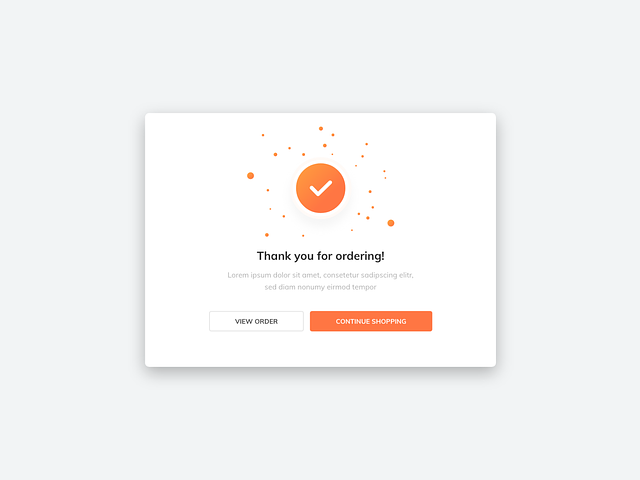 Thank you for ordering!
Lorem ipsum dolor sit amet, consetetur sadipscing elitr,
sed diam nonumy eirmod tempor
VIEW ORDER
CONTINUE SHOPPING